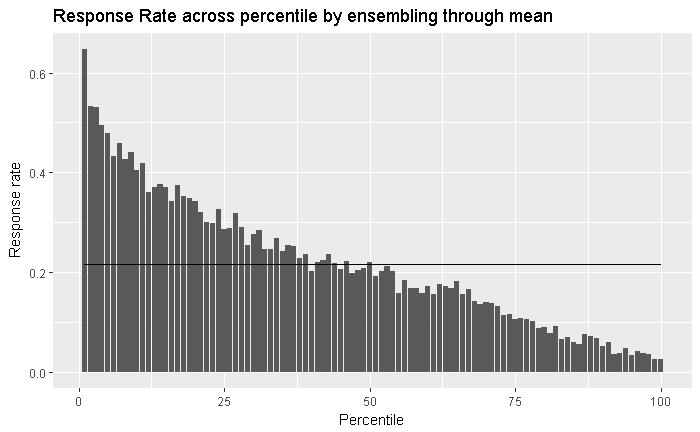 Response Rate across percentile by ensembling through mean
Response rate
0.6
0.4
0.2
0.0
0 25 50 75 100
Percentile